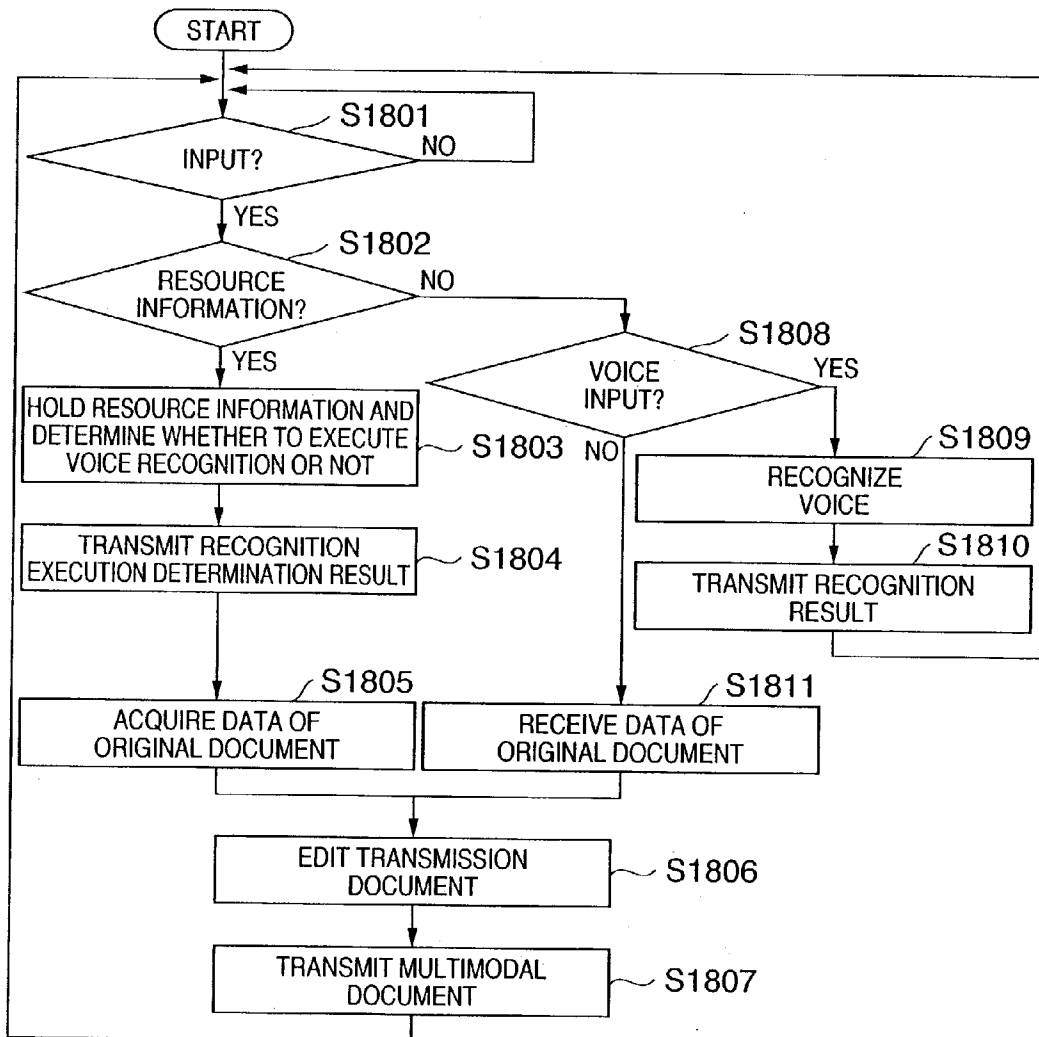 START
S1801
INPUT?
NO
YES
S1802
RESOURCE
INFORMATION?
NO
YES
S1808
VOICE
INPUT?
YES
NO
HOLD RESOURCE INFORMATION AND
DETERMINE WHETHER TO EXECUTE
VOICE RECOGNITION OR NOT
S1803
S1809
RECOGNIZE
VOICE
TRANSMIT RECOGNITION
EXECUTION DETERMINATION RESULT
S1804
S1810
TRANSMIT RECOGNITION
RESULT
S1805
ACQUIRE DATA OF
ORIGINAL DOCUMENT
S1811
RECEIVE DATA OF
ORIGINAL DOCUMENT
EDIT TRANSMISSION
DOCUMENT
S1806
TRANSMIT MULTIMODAL
DOCUMENT
S1807